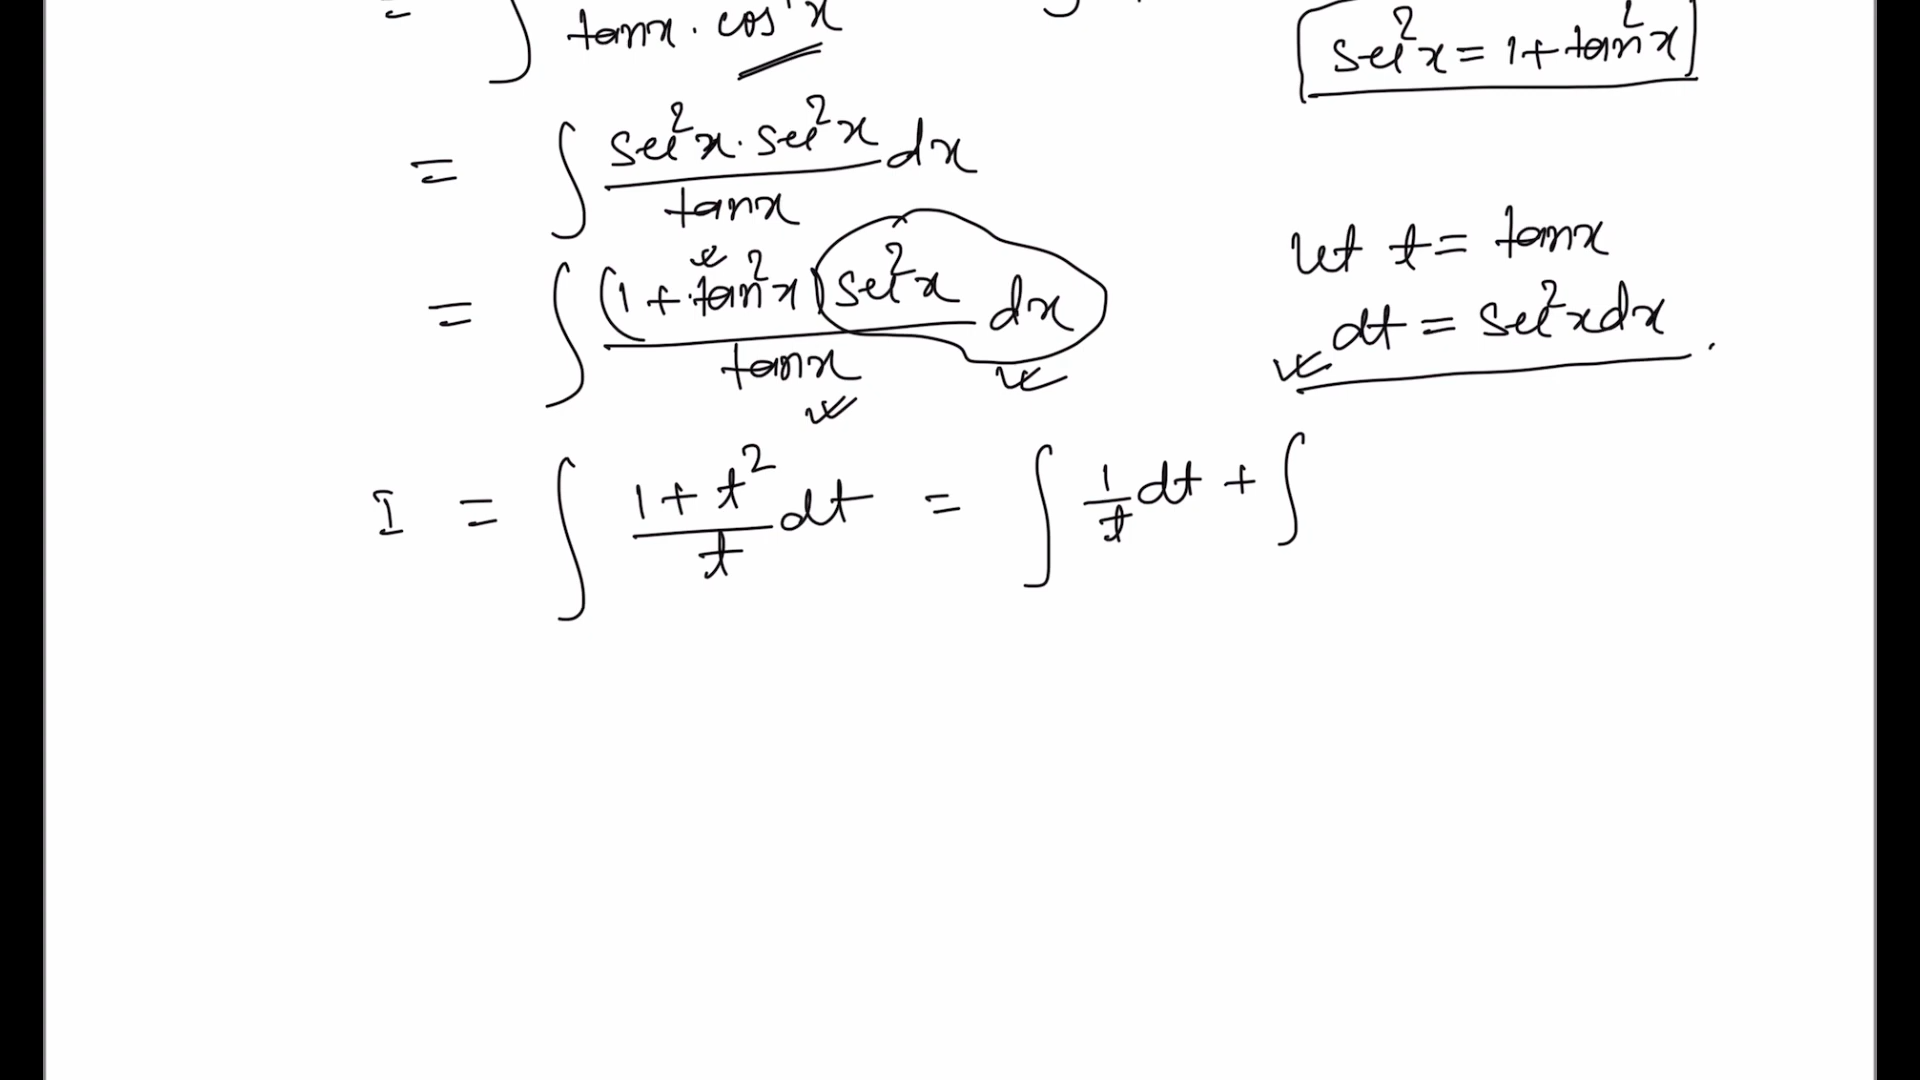 = ∫ tanx · cos x
sec²x = 1 + tan²x
= ∫ sec²x · sec²x / tanx dx
= ∫ (1 + tan²x) sec²x / tanx dx
let t = tanx
dt = sec²x dx
I = ∫ 1 + t² / t dt = ∫ 1/t dt + ∫